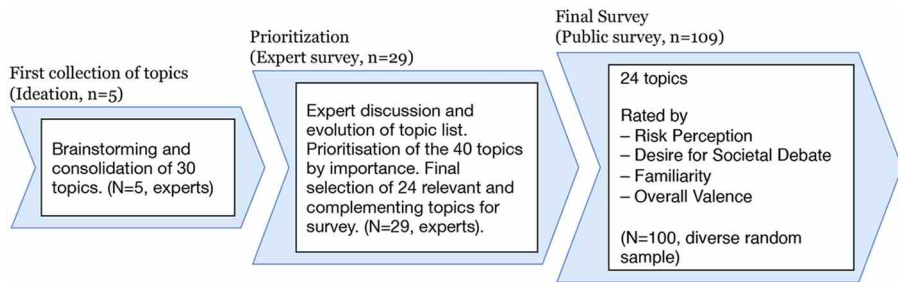 First collection of topics
(Ideation, n=5)
Brainstorming and
consolidation of 30
topics. (N=5, experts)
Prioritization
(Expert survey, n=29)
Expert discussion and
evolution of topic list.
Prioritisation of the 40 topics
by importance. Final
selection of 24 relevant and
complementing topics for
survey. (N=29, experts).
Final Survey
(Public survey, n=109)
24 topics
Rated by
– Risk Perception
– Desire for Societal Debate
– Familiarity
– Overall Valence
(N=100, diverse random
sample)